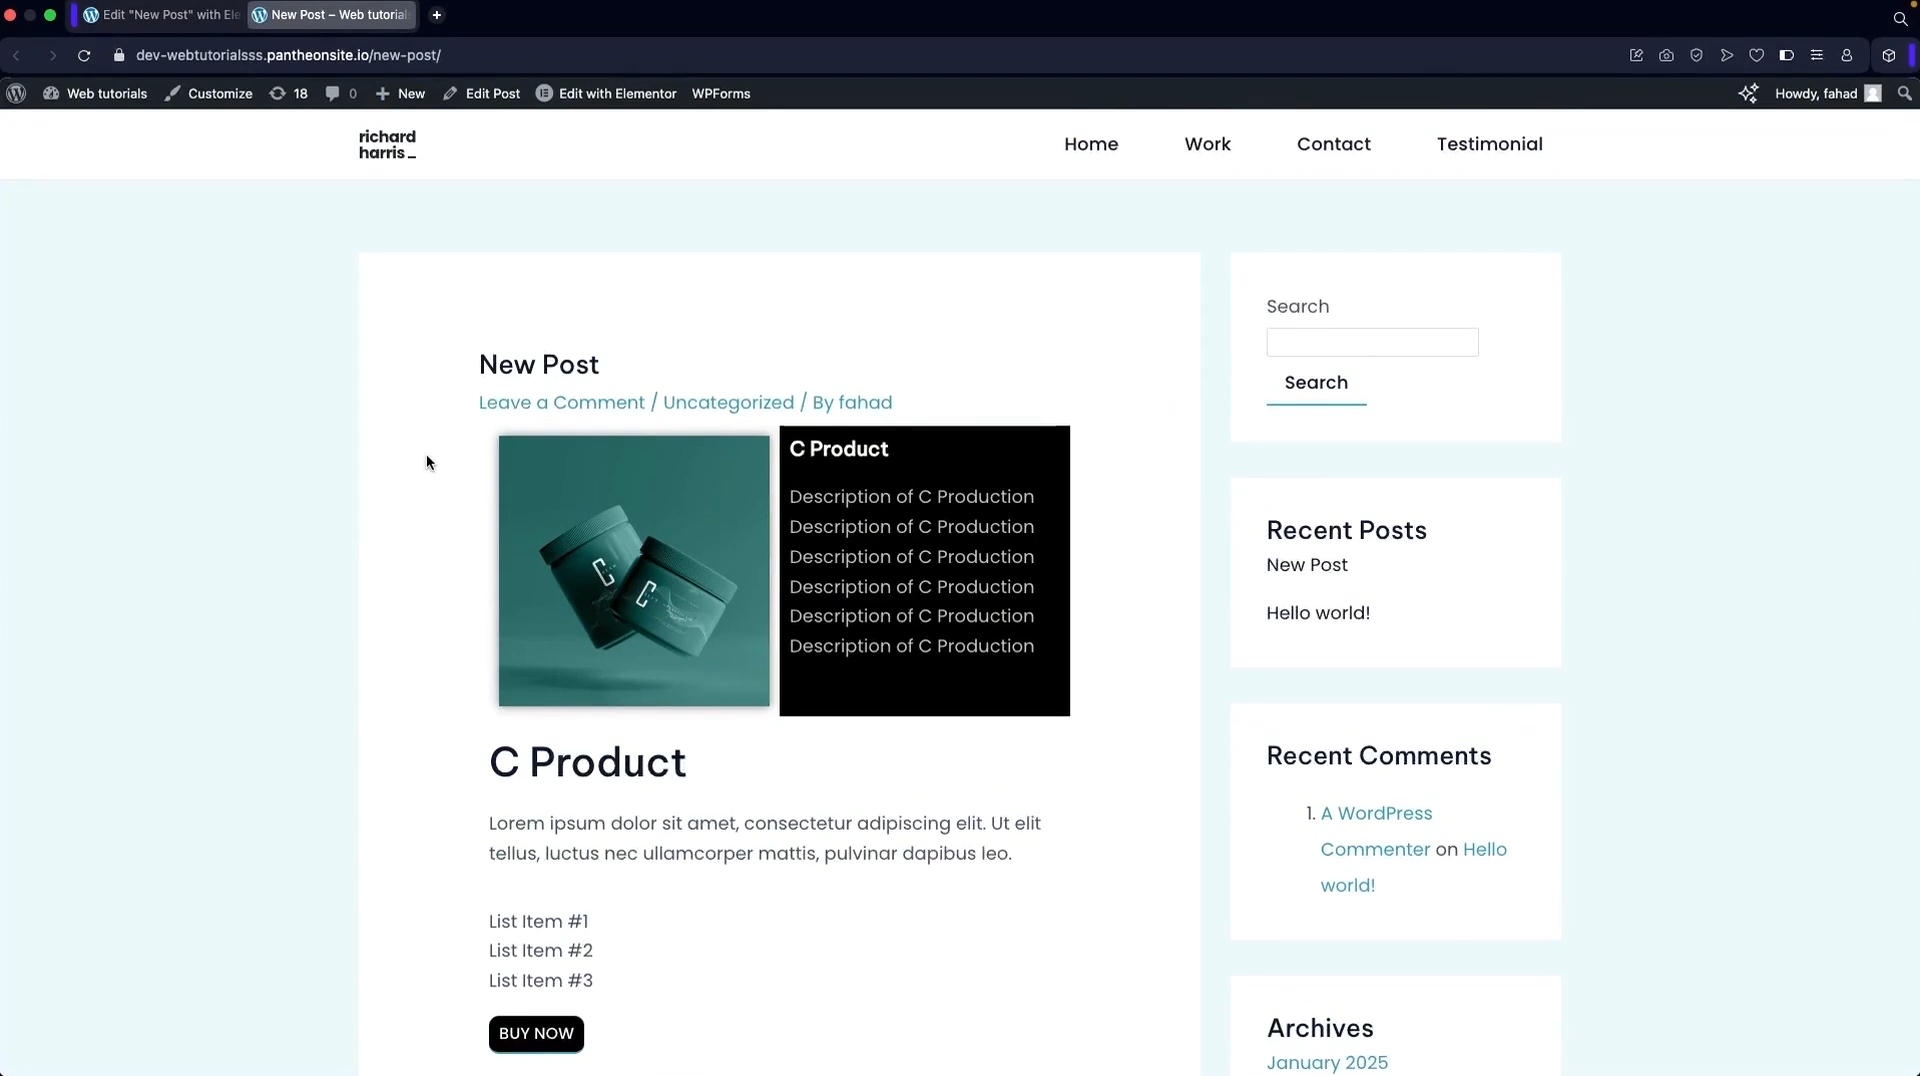 Edit "New Post" with Ele
New Post – Web tutorial
dev-webtutorialsss.pantheonsite.io/new-post/
Web tutorials
Customize
18
0
New
Edit Post
Edit with Elementor
WPForms
Howdy, fahad
richard
harris_
Home
Work
Contact
Testimonial
New Post
Leave a Comment / Uncategorized / By fahad
C
C
C Product
Description of C Production
Description of C Production
Description of C Production
Description of C Production
Description of C Production
Description of C Production
C Product
Lorem ipsum dolor sit amet, consectetur adipiscing elit. Ut elit
tellus, luctus nec ullamcorper mattis, pulvinar dapibus leo.
List Item #1
List Item #2
List Item #3
BUY NOW
Search
Search
Recent Posts
New Post
Hello world!
Recent Comments
1. A WordPress
Commenter on Hello
world!
Archives
January 2025